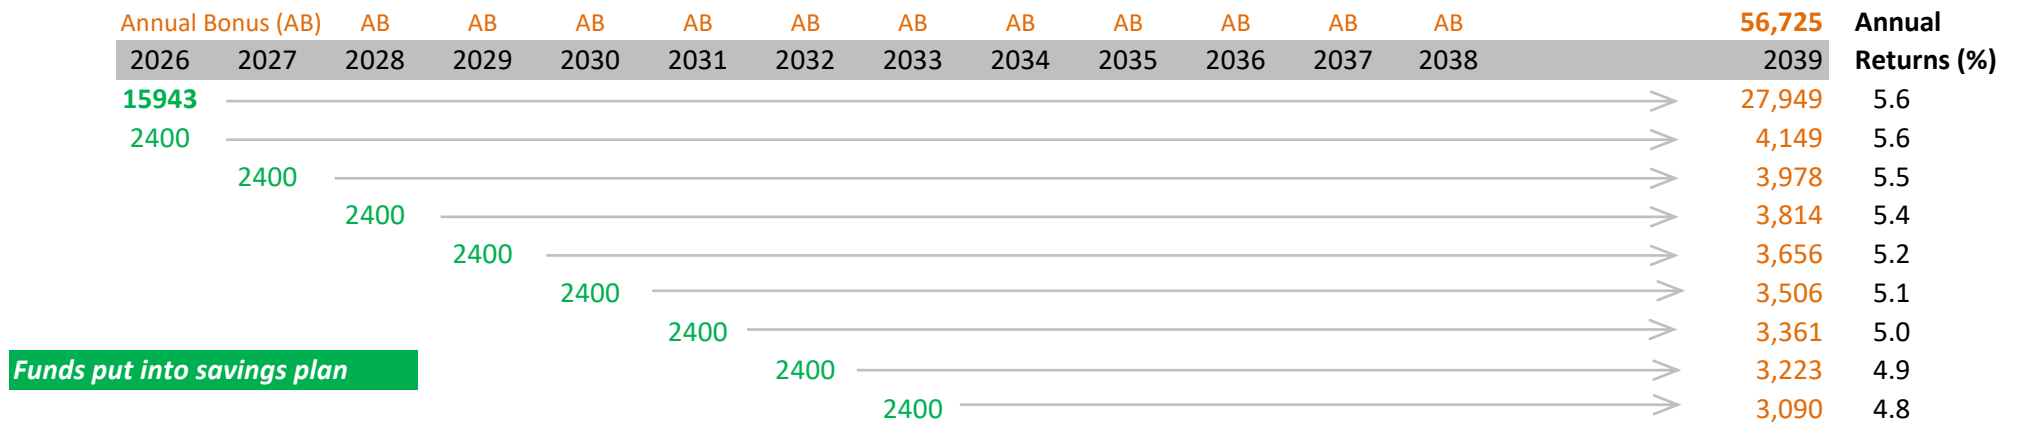 Annual Bonus (AB) AB AB AB AB AB AB AB AB AB AB AB 56,725 Annual
2026 2027 2028 2029 2030 2031 2032 2033 2034 2035 2036 2037 2038 2039 Returns (%)
15943 27,949 5.6
2400 4,149 5.6
2400 3,978 5.5
2400 3,814 5.4
2400 3,656 5.2
2400 3,506 5.1
2400 3,361 5.0
Funds put into savings plan 2400 3,223 4.9
2400 3,090 4.8